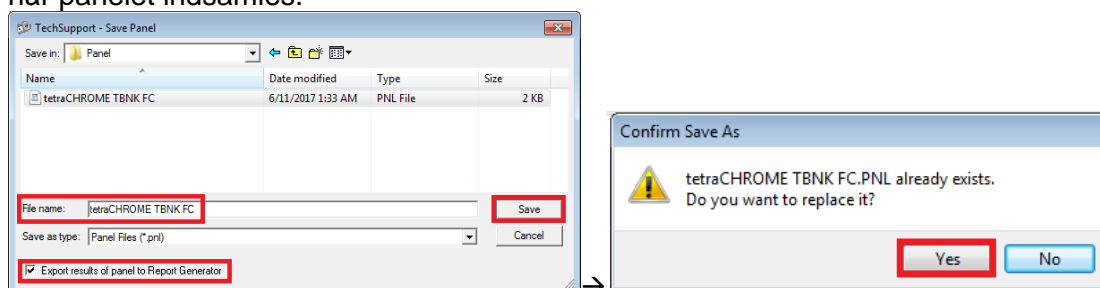 når panelet indsamles.
TechSupport - Save Panel
Save in: Panel
Name Date modified Type Size
tetraCHROME TBNK FC 6/11/2017 1:33 AM PNL File 2 KB
File name: tetraCHROME TBNK FC Save
Save as type: Panel Files (*.pnl) Cancel
Export results of panel to Report Generator
→
Confirm Save As
tetraCHROME TBNK FC.PNL already exists.
Do you want to replace it?
Yes No